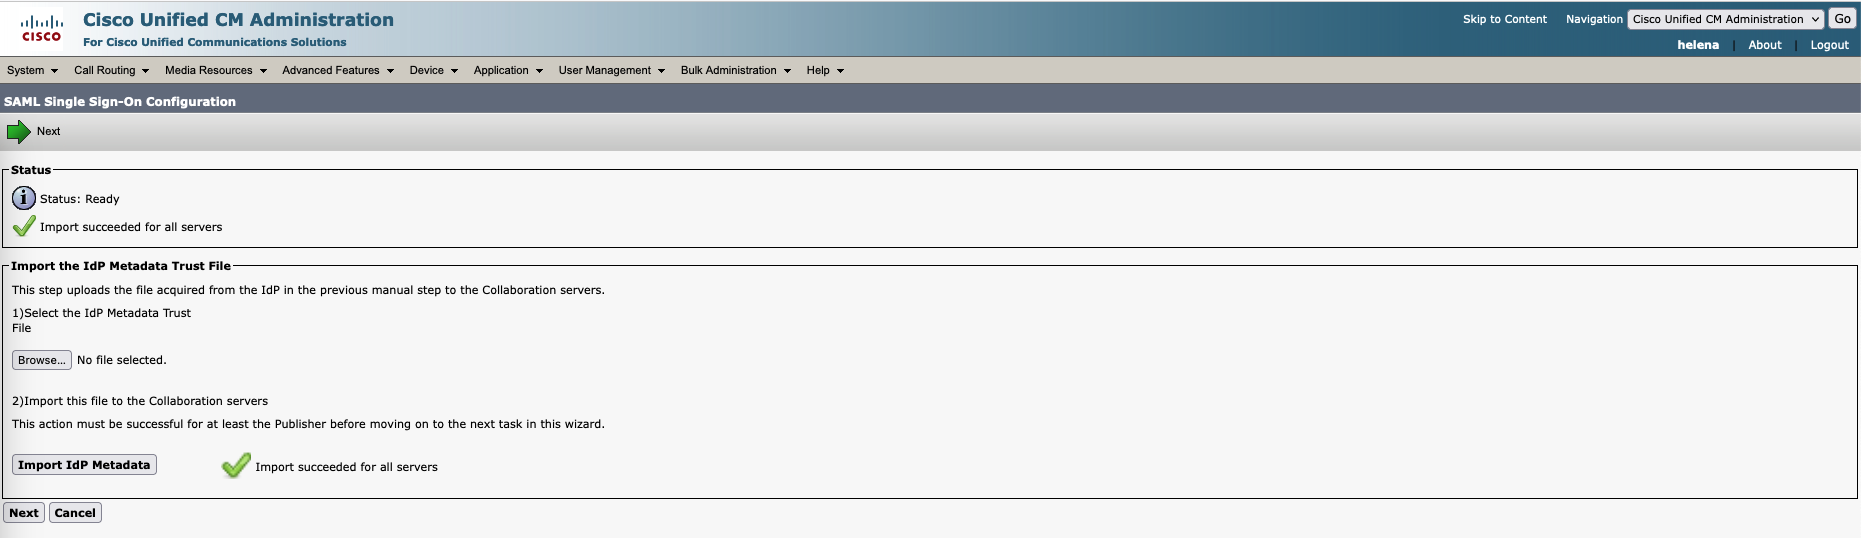 Cisco Unified CM Administration
For Cisco Unified Communications Solutions
CISCO
Skip to Content Navigation Cisco Unified CM Administration Go
helena | About | Logout
System Call Routing Media Resources Advanced Features Device Application User Management Bulk Administration Help
SAML Single Sign-On Configuration
Next
Status
i Status: Ready
Import succeeded for all servers
Import the IdP Metadata Trust File
This step uploads the file acquired from the IdP in the previous manual step to the Collaboration servers.
1)Select the IdP Metadata Trust
File
Browse... No file selected.
2)Import this file to the Collaboration servers
This action must be successful for at least the Publisher before moving on to the next task in this wizard.
Import IdP Metadata Import succeeded for all servers
Next Cancel